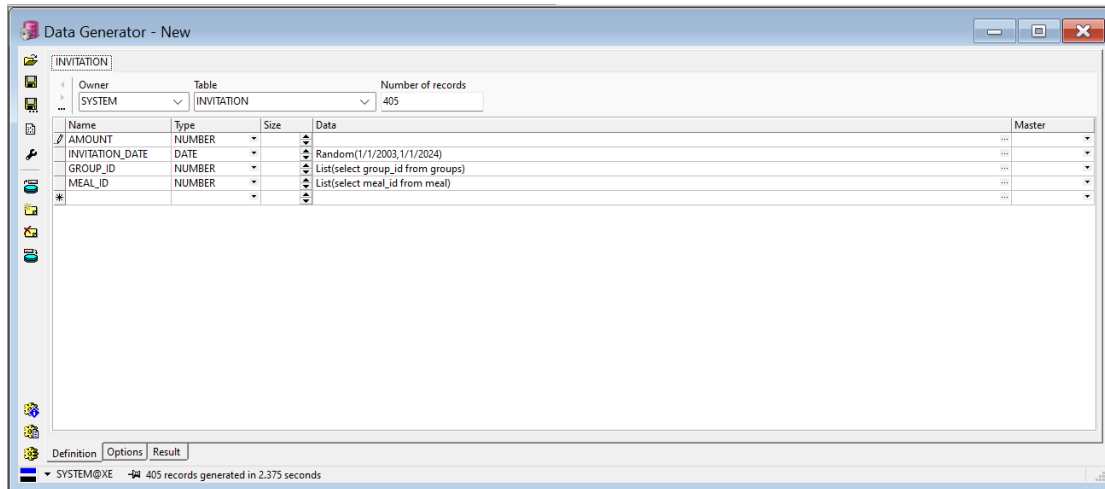 Data Generator - New
INVITATION
Owner Table Number of records
SYSTEM INVITATION 405
Name Type Size Data Master
AMOUNT NUMBER
INVITATION_DATE DATE Random(1/1/2003,1/1/2024)
GROUP_ID NUMBER List(select group_id from groups)
MEAL_ID NUMBER List(select meal_id from meal)
Definition Options Result
SYSTEM@XE 405 records generated in 2.375 seconds